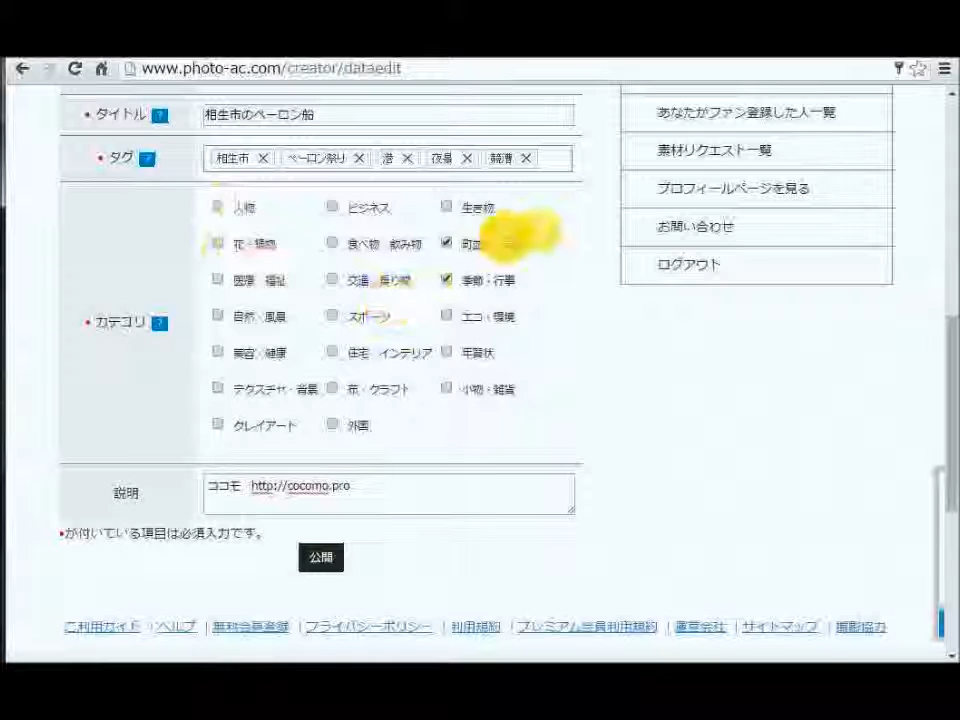 www.photo-ac.com/creator/dataedit
• タイトル ?
相生市のペーロン船
• タグ ?
相生市 × ペーロン祭り × 港 × 夜景 × 競漕 ×
• カテゴリ ?
人物 ビジネス 生き物
花・植物 食べ物 飲み物
医療 福祉 交通 乗り物 季節・行事
自然・風景 スポーツ エコ・環境
美容・健康 住宅 インテリア 年賀状
テクスチャ・背景 布・クラフト 小物・雑貨
クレイアート 外国
説明
ココモ http://cocomo.pro
•が付いている項目は必須入力です。
公開
あなたがファン登録した人一覧
素材リクエスト一覧
プロフィールページを見る
お問い合わせ
ログアウト
ご利用ガイド | ヘルプ | 無料会員登録 | プライバシーポリシー | 利用規約 | プレミアム会員利用規約 | 運営会社 | サイトマップ | 撮影協力